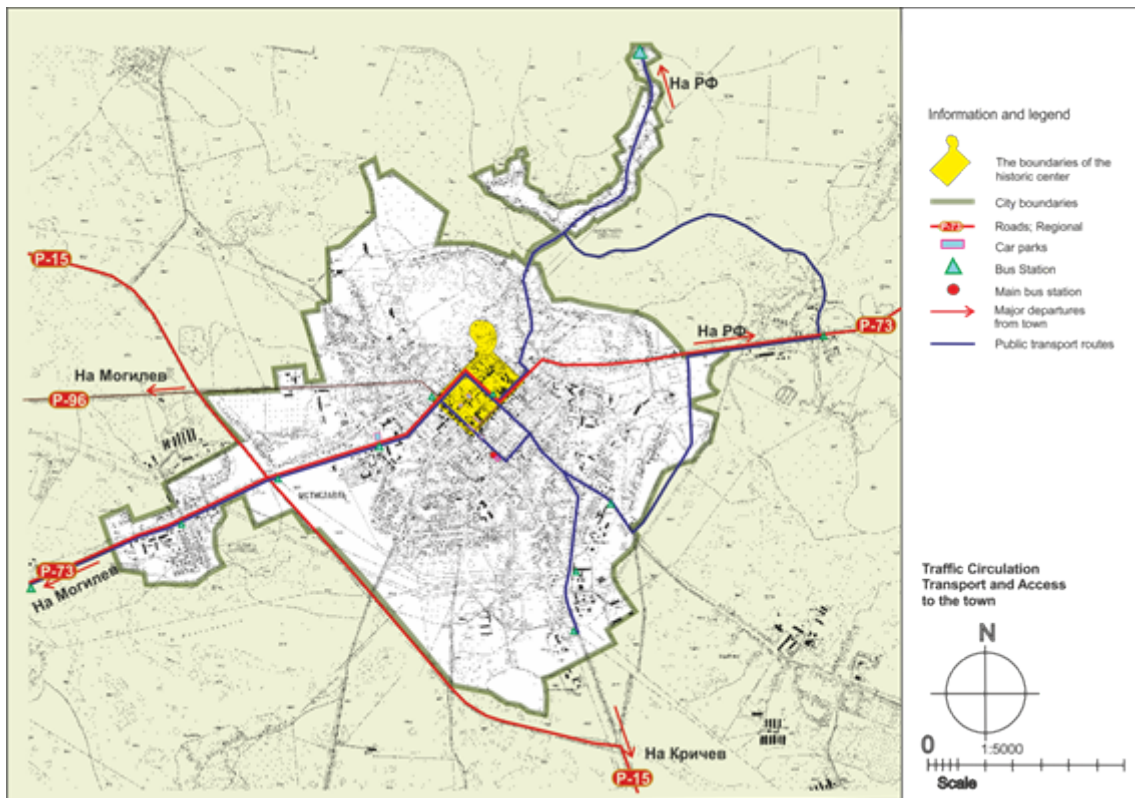 На РФ
P-15
На РФ
P-73
На Могилев
P-96
МСТИСЛАВЛЬ
P-73
На Могилев
На Кричев
P-15
Information and legend
The boundaries of the
historic center
City boundaries
P-73
Roads; Regional
Car parks
Bus Station
Main bus station
Major departures
from town
Public transport routes
Traffic Circulation
Transport and Access
to the town
N
0
1:5000
Scale